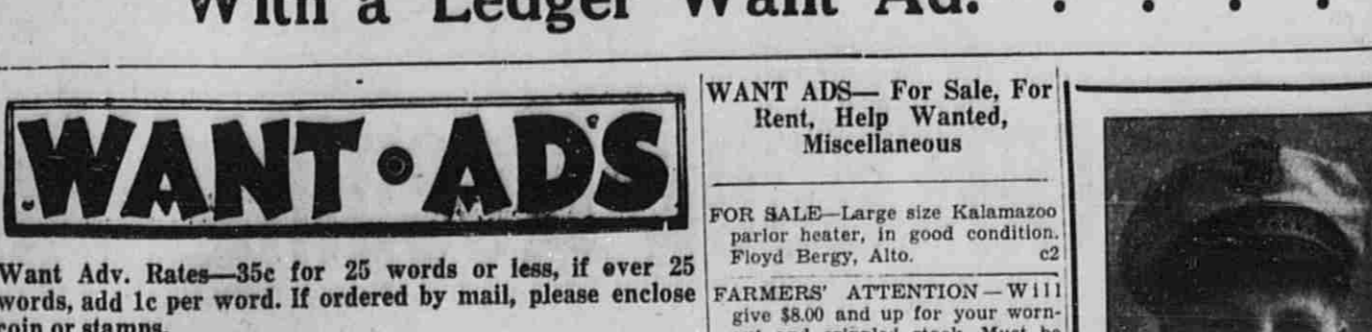 With a Ledger Want Ad. . . . .
WANT • ADS
Want Adv. Rates—35c for 25 words or less, if over 25
words, add 1c per word. If ordered by mail, please enclose
coin or stamps.
WANT ADS— For Sale, For
Rent, Help Wanted,
Miscellaneous
FOR SALE—Large size Kalamazoo
parlor heater, in good condition.
Floyd Bergy, Alto. c2
FARMERS' ATTENTION—Will
give $8.00 and up for your worn-